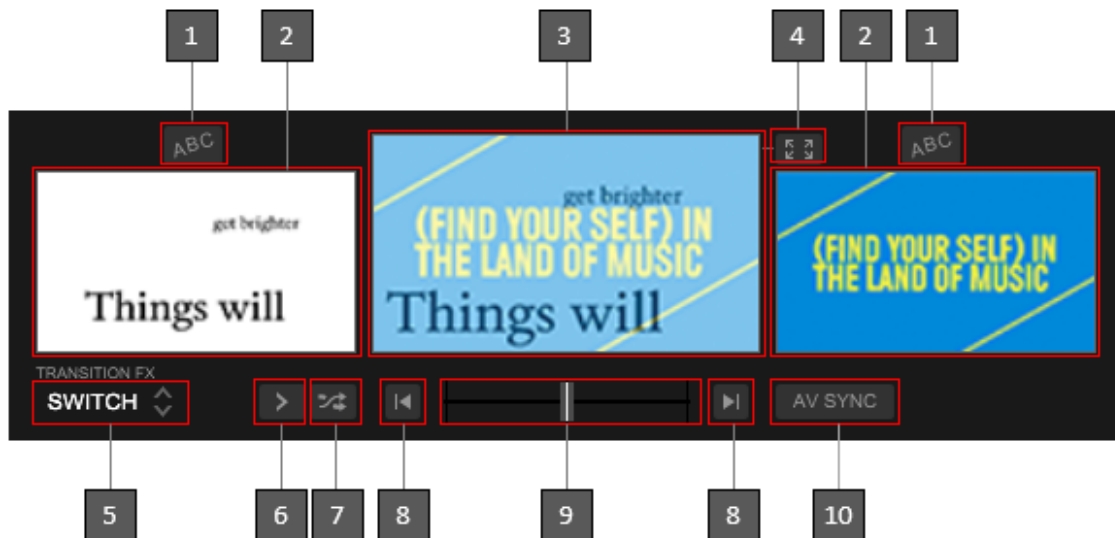 1 2 3 4 2 1
ABC ABC
get brighter
Things will
get brighter
(FIND YOUR SELF) IN
THE LAND OF MUSIC
Things will
(FIND YOUR SELF) IN
THE LAND OF MUSIC
TRANSITION FX
SWITCH
AV SYNC
5 6 7 8 9 8 10